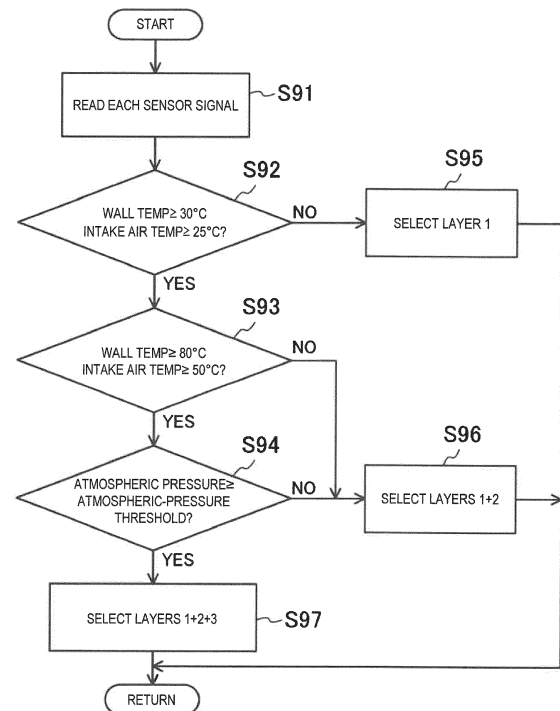 START
READ EACH SENSOR SIGNAL
S91
S92
WALL TEMP≥ 30°C
INTAKE AIR TEMP≥ 25°C?
NO
S95
SELECT LAYER 1
YES
S93
WALL TEMP≥ 80°C
INTAKE AIR TEMP≥ 50°C?
NO
YES
S94
ATMOSPHERIC PRESSURE≥
ATMOSPHERIC-PRESSURE
THRESHOLD?
NO
S96
SELECT LAYERS 1+2
YES
SELECT LAYERS 1+2+3
S97
RETURN